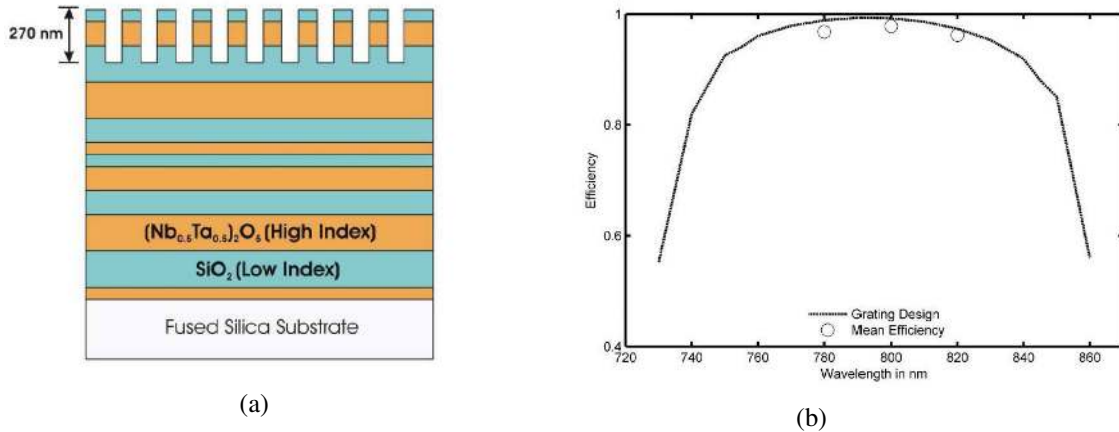 270 nm
(Nb0.5Ta0.5)2O5 (High Index)
SiO2 (Low Index)
Fused Silica Substrate
(a)
1
0.8
0.6
0.4
Efficiency
720 740 760 780 800 820 840 860
Wavelength in nm
Grating Design
Mean Efficiency
(b)